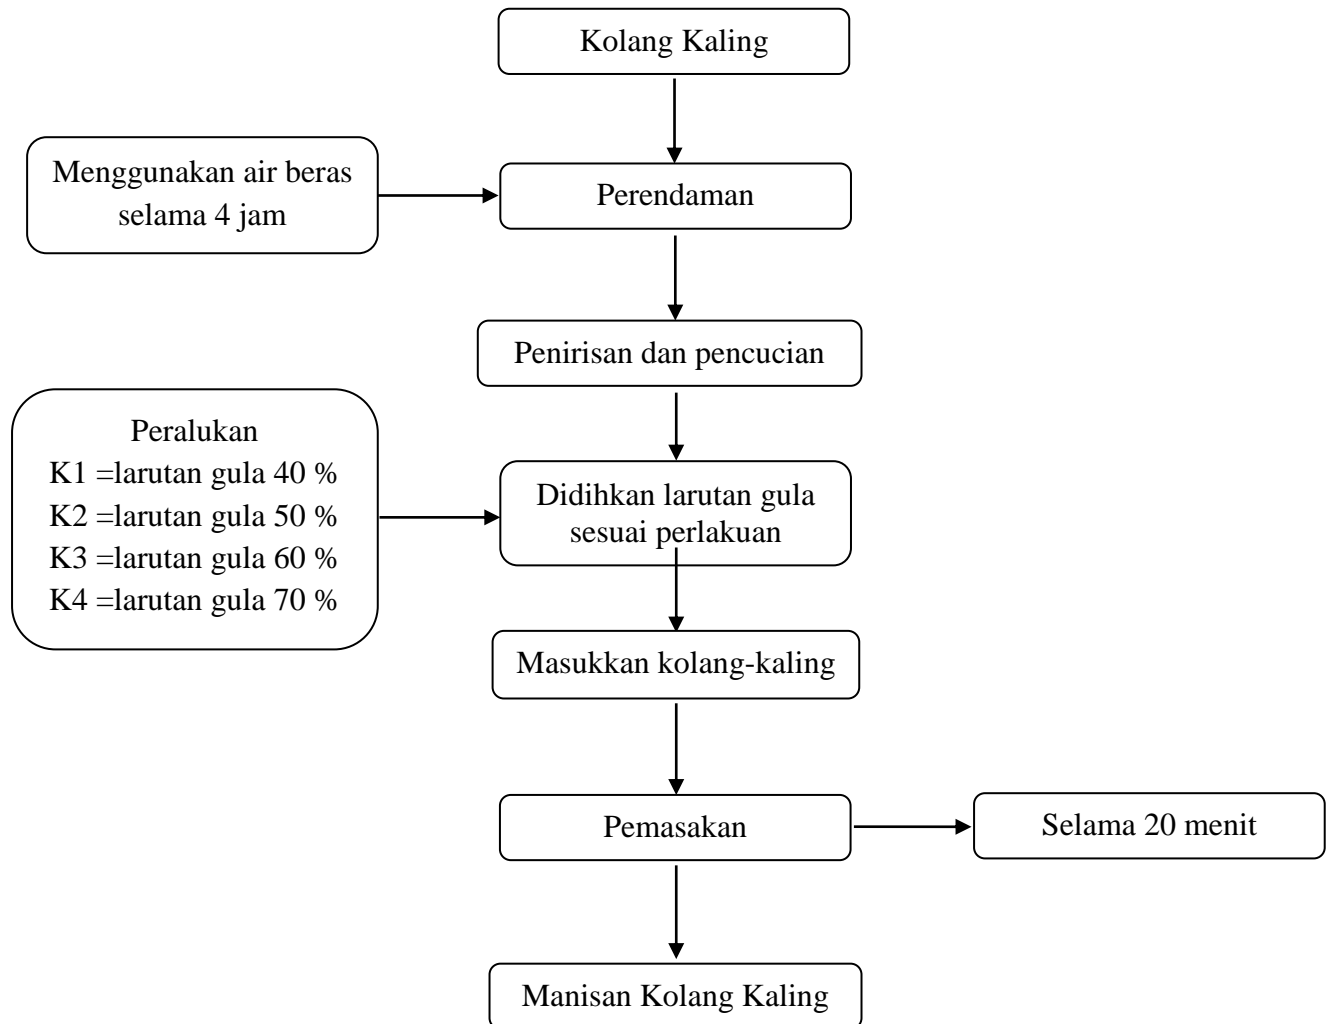 Kolang Kaling
Menggunakan air beras
selama 4 jam
Perendaman
Penirisan dan pencucian
Peralukan
K1 =larutan gula 40 %
K2 =larutan gula 50 %
K3 =larutan gula 60 %
K4 =larutan gula 70 %
Didihkan larutan gula
sesuai perlakuan
Masukkan kolang-kaling
Pemasakan
Selama 20 menit
Manisan Kolang Kaling